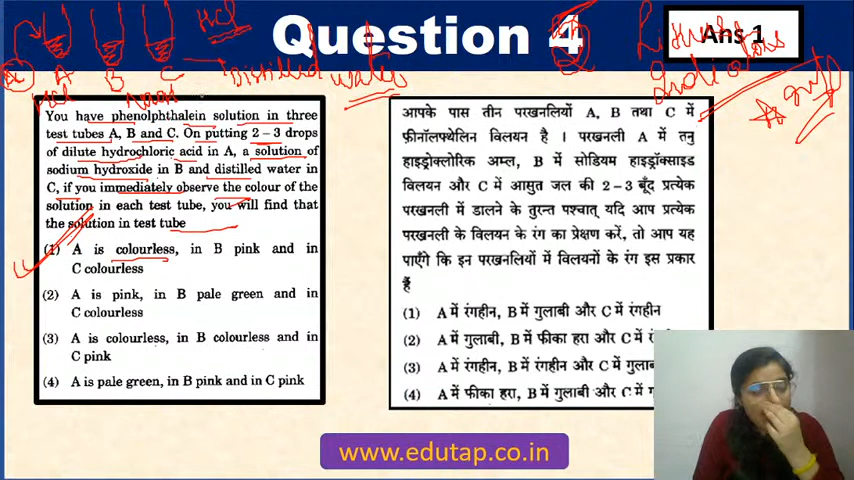 Question 4
Ans 1
HCl
A
B
C
Distilled water
HCl
NaOH
You have phenolphthalein solution in three
test tubes A, B and C. On putting 2 – 3 drops
of dilute hydrochloric acid in A, a solution of
sodium hydroxide in B and distilled water in
C, if you immediately observe the colour of the
solution in each test tube, you will find that
the solution in test tube
(1) A is colourless, in B pink and in
C colourless
(2) A is pink, in B pale green and in
C colourless
(3) A is colourless, in B colourless and in
C pink
(4) A is pale green, in B pink and in C pink
आपके पास तीन परखनलियों A, B तथा C में
फ़ीनॉलफ्थेलिन विलयन है । परखनली A में तनु
हाइड्रोक्लोरिक अम्ल, B में सोडियम हाइड्रॉक्साइड
विलयन और C में आसुत जल की 2 – 3 बूँद प्रत्येक
परखनली में डालने के तुरन्त पश्चात् यदि आप प्रत्येक
परखनली के विलयन के रंग का प्रेक्षण करें, तो आप यह
पाएँगे कि इन परखनलियों में विलयनों के रंग इस प्रकार
हैं
(1) A में रंगहीन, B में गुलाबी और C में रंगहीन
(2) A में गुलाबी, B में फीका हरा और C में
(3) A में रंगहीन, B में रंगहीन और C में
(4) A में फीका हरा, B में गुलाबी और C में
www.edutap.co.in